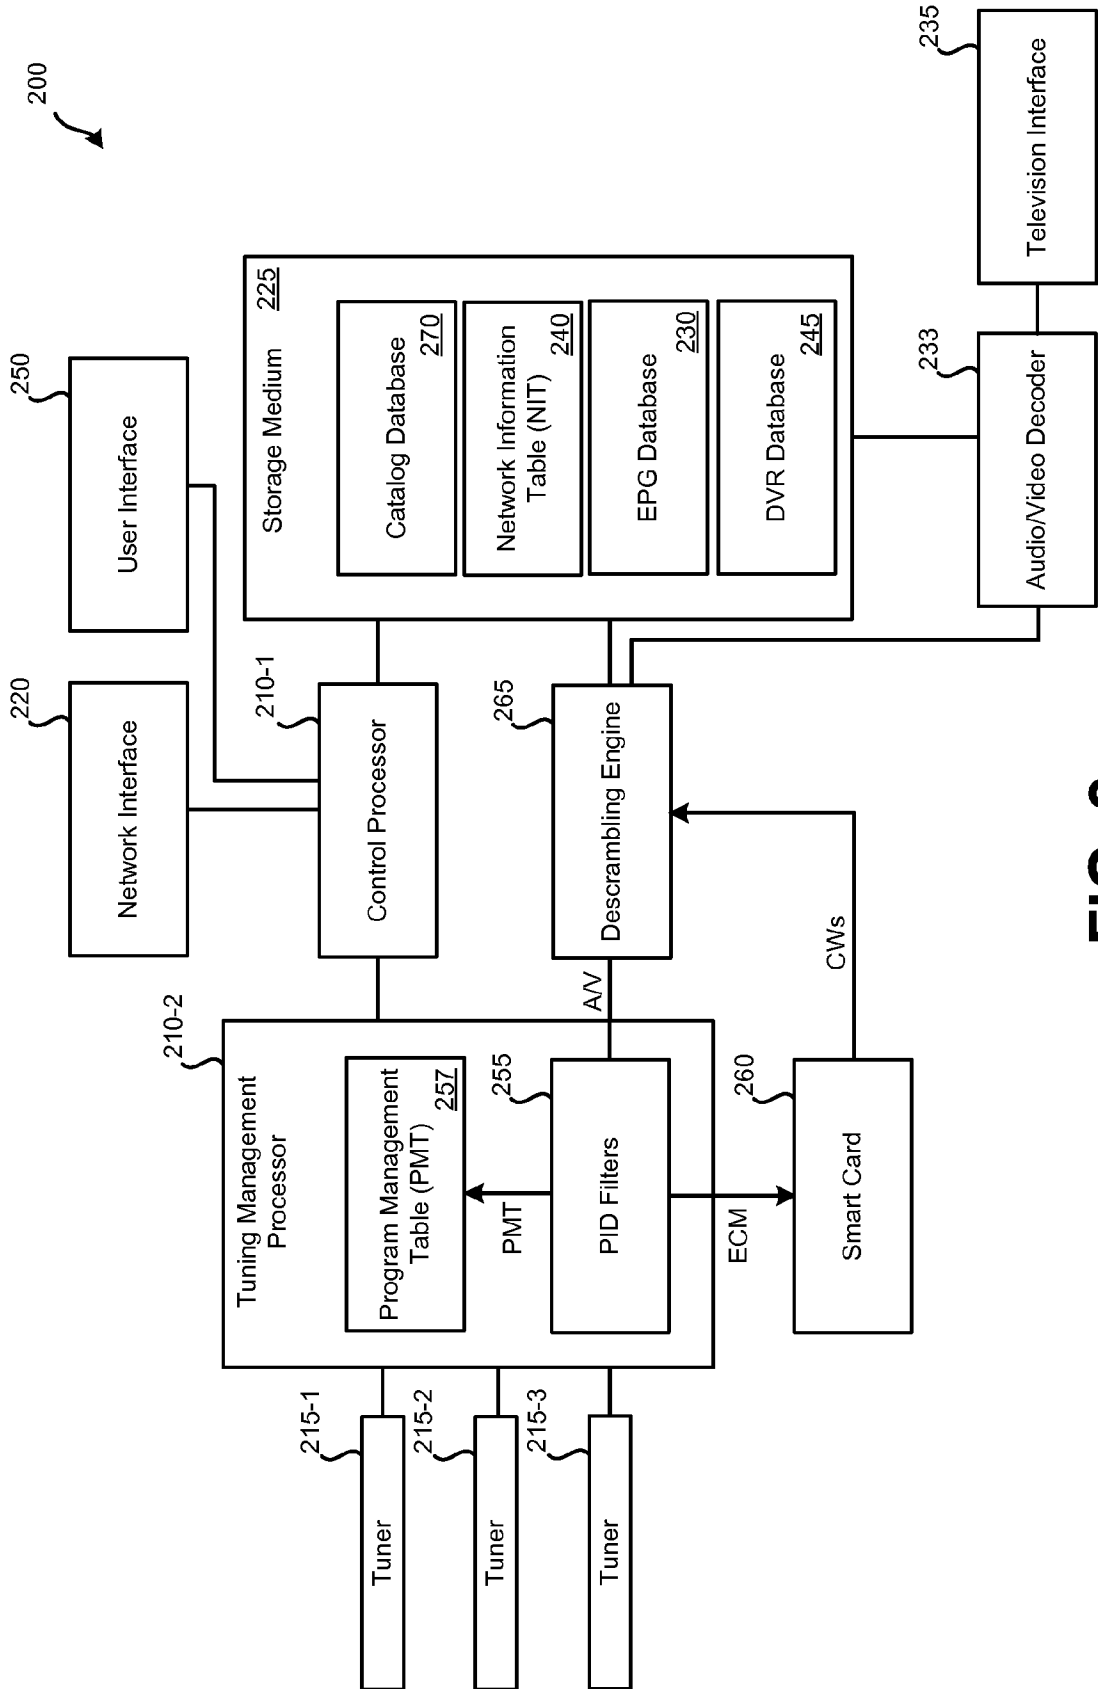 200
Tuner
215-1
Tuner
215-2
Tuner
215-3
Tuning Management
Processor
210-2
Program Management
Table (PMT)
257
PMT
PID Filters
255
ECM
A/V
Smart Card
260
CWs
Network Interface
220
User Interface
250
Control Processor
210-1
Descrambling Engine
265
Storage Medium
225
Catalog Database
270
Network Information
Table (NIT)
240
EPG Database
230
DVR Database
245
Audio/Video Decoder
233
Television Interface
235
FIG.